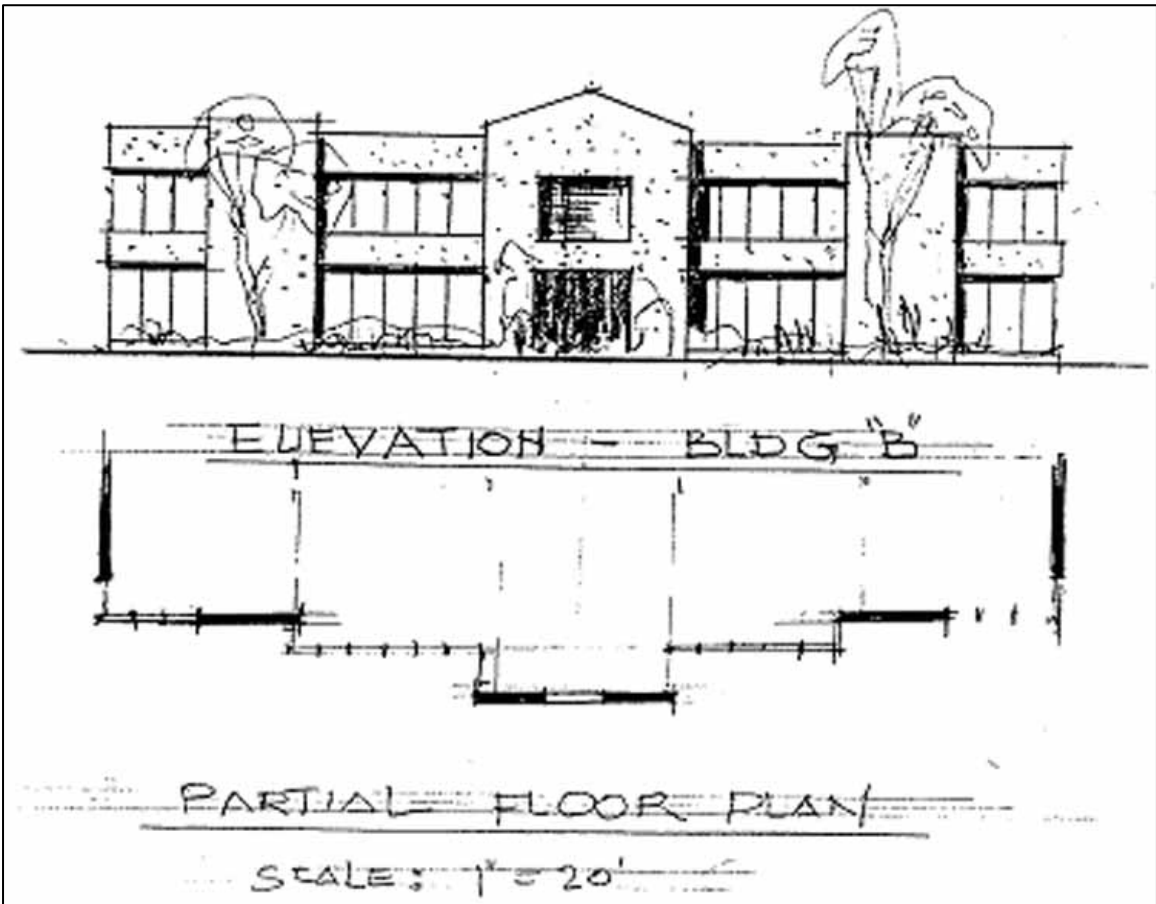 ELEVATION - BLDG "B"
PARTIAL FLOOR PLAN
SCALE: 1" = 20'